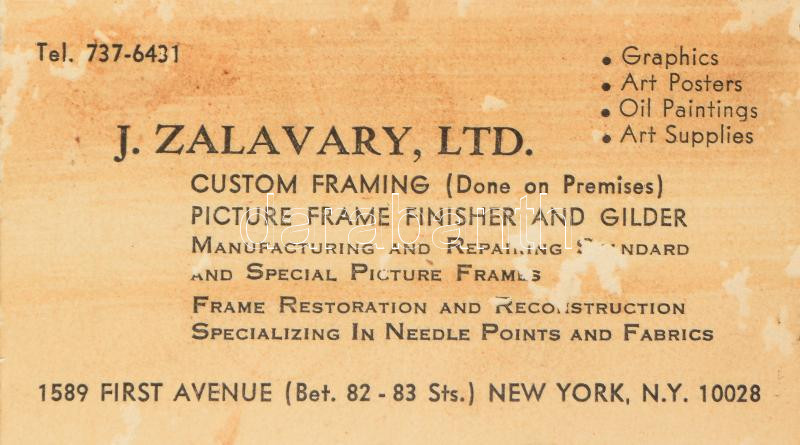 Tel. 737-6431
• Graphics
• Art Posters
• Oil Paintings
• Art Supplies
J. ZALAVARY, LTD.
CUSTOM FRAMING (Done on Premises)
PICTURE FRAME FINISHER AND GILDER
MANUFACTURING AND REPAIRING STANDARD
AND SPECIAL PICTURE FRAMES
FRAME RESTORATION AND RECONSTRUCTION
SPECIALIZING IN NEEDLE POINTS AND FABRICS
1589 FIRST AVENUE (Bet. 82 - 83 Sts.) NEW YORK, N.Y. 10028
darabanth